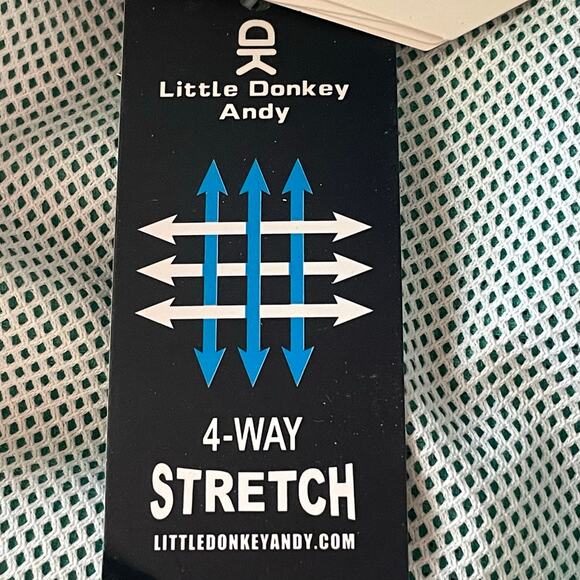 DK
Little Donkey
Andy
4-WAY
STRETCH
LITTLEDONKEYANDY.COM